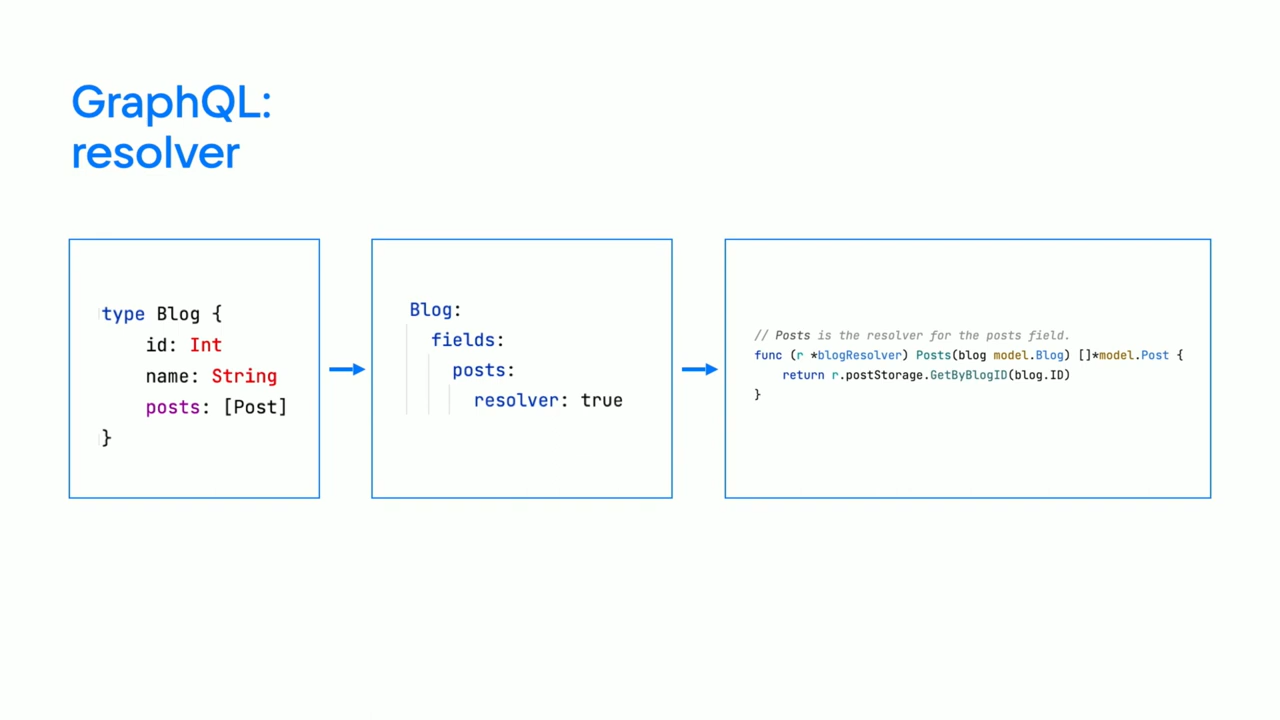 GraphQL:
resolver
type Blog {
    id: Int
    name: String
    posts: [Post]
}
Blog:
  fields:
    posts:
      resolver: true
// Posts is the resolver for the posts field.
func (r *blogResolver) Posts(blog model.Blog) []*model.Post {
    return r.postStorage.GetByBlogID(blog.ID)
}